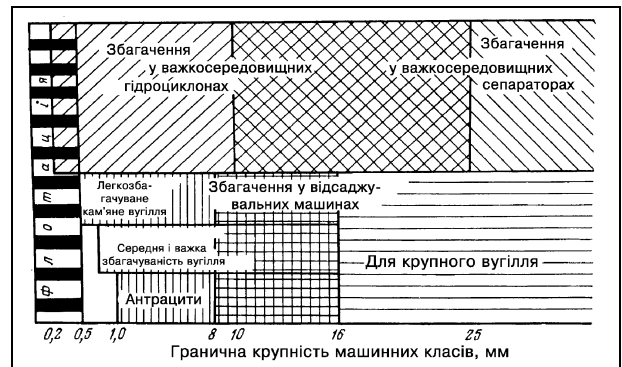 Збагачення
у важкосередовищних
гідроциклонах
Збагачення
у важкосередовищних
сепараторах
Флотація
Легкозба-
гачуване
кам'яне вугілля
Збагачення у відсаджу-
вальних машинах
Середня і важка
збагачуваність вугілля
Для крупного вугілля
Антрацити
0,2 0,5 1,0 8 10 16 25
Гранична крупність машинних класів, мм